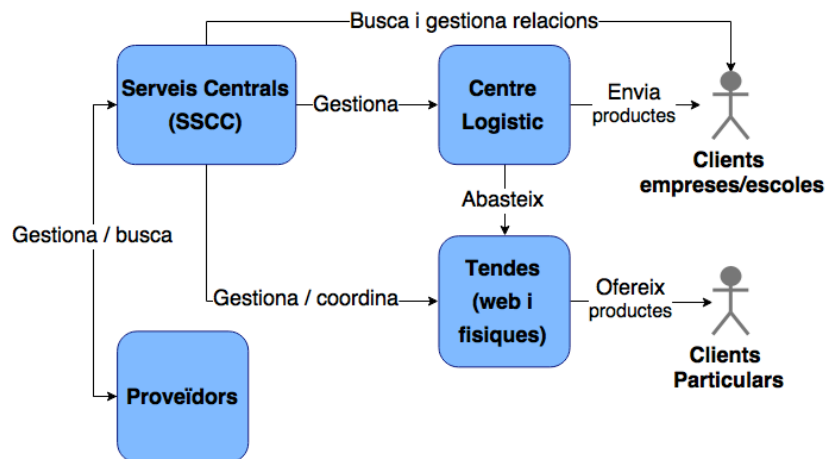 Busca i gestiona relacions
Serveis Centrals
(SSCC)
Gestiona
Centre
Logistic
Envia
productes
Clients
empreses/escoles
Abasteix
Gestiona / busca
Gestiona / coordina
Tendes
(web i
fisiques)
Ofereix
productes
Clients
Particulars
Proveïdors